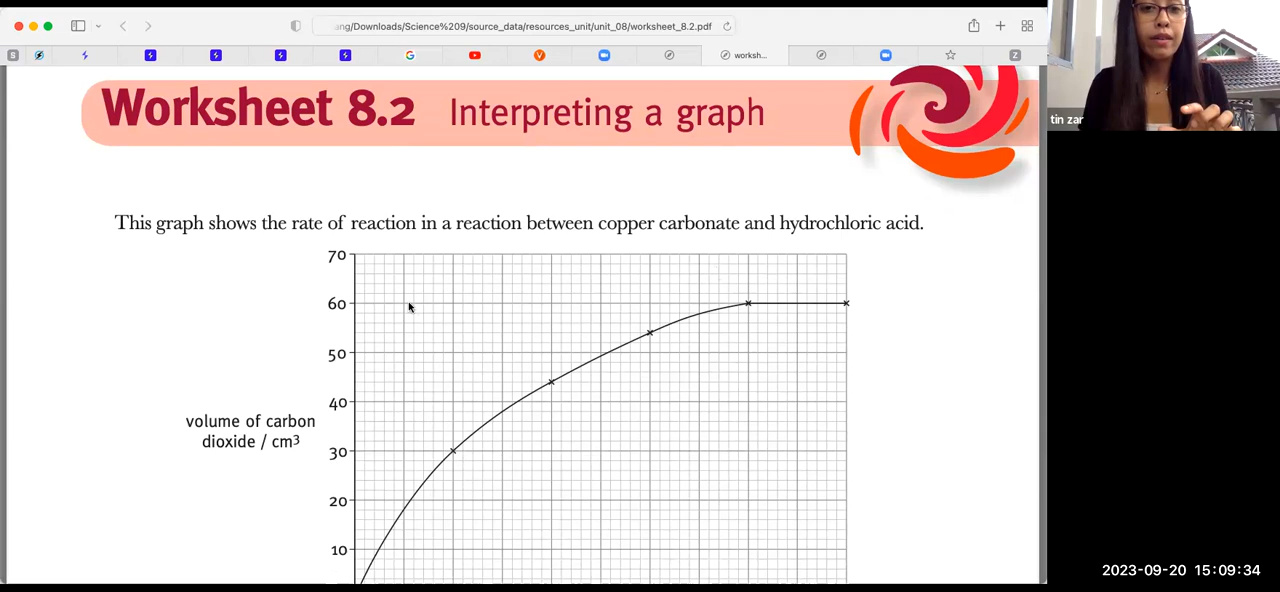 ang/Downloads/Science%209/source_data/resources_unit/unit_08/worksheet_8.2.pdf
S
G
V
worksh...
Z
Worksheet 8.2 Interpreting a graph
tin zar
This graph shows the rate of reaction in a reaction between copper carbonate and hydrochloric acid.
70
60
50
40
volume of carbon
dioxide / cm³
30
20
10
2023-09-20 15:09:34